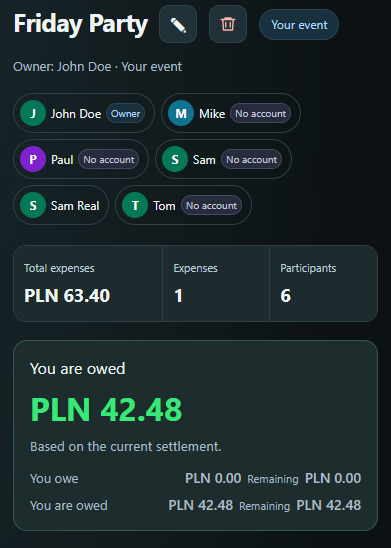 Friday Party Your event
Owner: John Doe · Your event
J John Doe Owner M Mike No account
P Paul No account S Sam No account
S Sam Real T Tom No account
Total expenses Expenses Participants
PLN 63.40 1 6
You are owed
PLN 42.48
Based on the current settlement.
You owe PLN 0.00 Remaining PLN 0.00
You are owed PLN 42.48 Remaining PLN 42.48